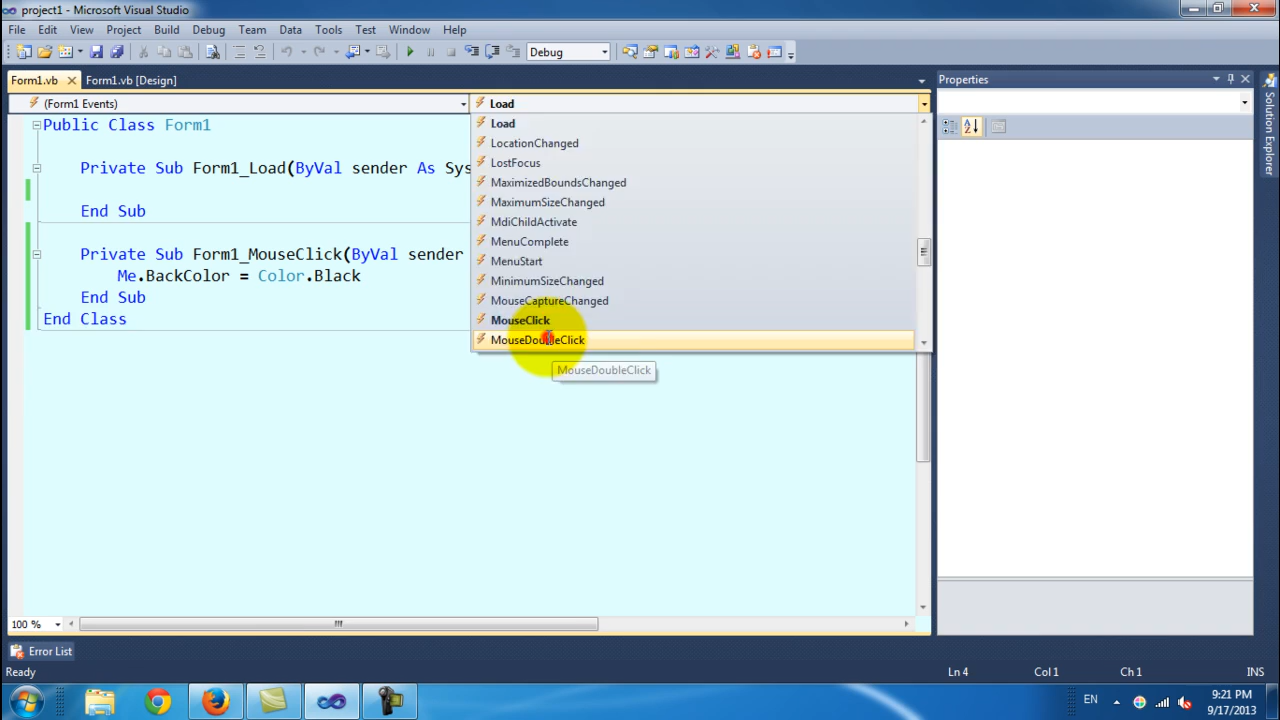 project1 - Microsoft Visual Studio
File Edit View Project Build Debug Team Data Tools Test Window Help
Debug
Form1.vb Form1.vb [Design]
(Form1 Events) Load
Public Class Form1
Private Sub Form1_Load(ByVal sender As Sys
End Sub
Private Sub Form1_MouseClick(ByVal sender
Me.BackColor = Color.Black
End Sub
End Class
Load
LocationChanged
LostFocus
MaximizedBoundsChanged
MaximumSizeChanged
MdiChildActivate
MenuComplete
MenuStart
MinimumSizeChanged
MouseCaptureChanged
MouseClick
MouseDoubleClick
MouseDoubleClick
Properties
Solution Explorer
100 %
Error List
Ready Ln 4 Col 1 Ch 1 INS
EN
9:21 PM
9/17/2013